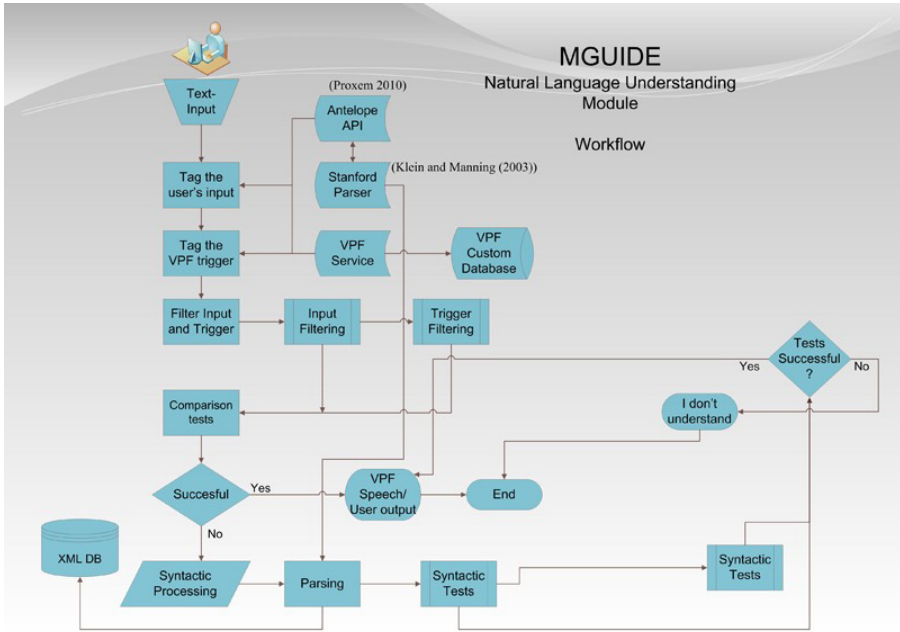 MGUIDE
Natural Language Understanding
Module
Workflow
Text-
Input
(Proxem 2010)
Antelope
API
(Klein and Manning (2003))
Tag the
user's input
Stanford
Parser
Tag the
VPF trigger
VPF
Service
VPF
Custom
Database
Filter Input
and Trigger
Input
Filtering
Trigger
Filtering
Tests
Successful
?
Yes
No
Comparison
tests
I don't
understand
Succesful
Yes
VPF
Speech/
User output
End
No
XML DB
Syntactic
Processing
Parsing
Syntactic
Tests
Syntactic
Tests